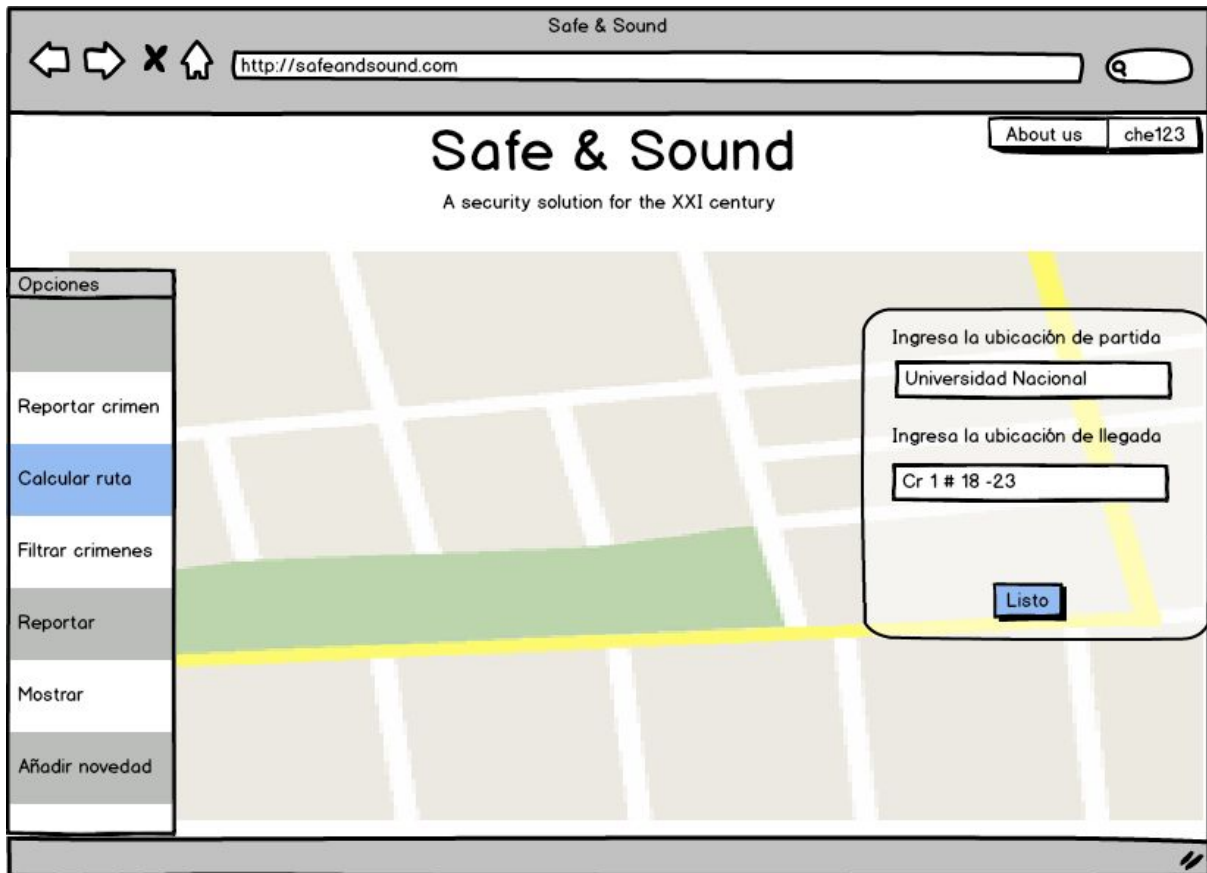 Safe & Sound
http://safeandsound.com
About us
che123
Safe & Sound
A security solution for the XXI century
Opciones
Reportar crimen
Calcular ruta
Filtrar crimenes
Reportar
Mostrar
Añadir novedad
Ingresa la ubicación de partida
Universidad Nacional
Ingresa la ubicación de llegada
Cr 1 # 18 -23
Listo